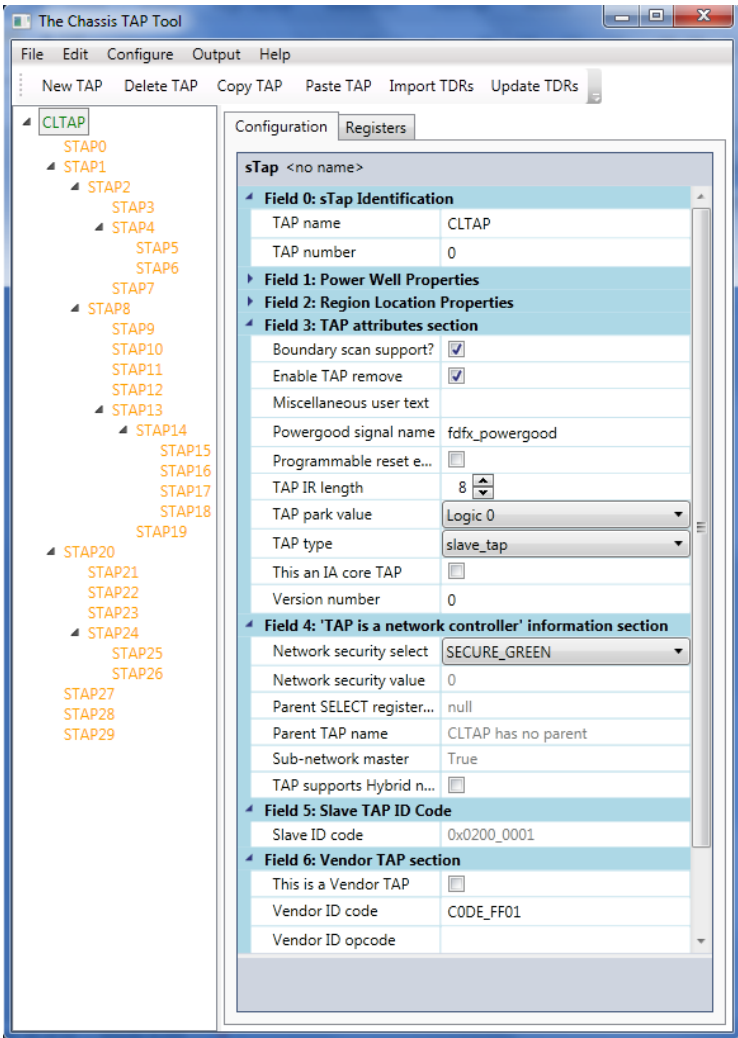 The Chassis TAP Tool
File Edit Configure Output Help
New TAP Delete TAP Copy TAP Paste TAP Import TDRs Update TDRs
CLTAP
STAP0
STAP1
STAP2
STAP3
STAP4
STAP5
STAP6
STAP7
STAP8
STAP9
STAP10
STAP11
STAP12
STAP13
STAP14
STAP15
STAP16
STAP17
STAP18
STAP19
STAP20
STAP21
STAP22
STAP23
STAP24
STAP25
STAP26
STAP27
STAP28
STAP29
Configuration Registers
sTap <no name>
Field 0: sTap Identification
TAP name CLTAP
TAP number 0
Field 1: Power Well Properties
Field 2: Region Location Properties
Field 3: TAP attributes section
Boundary scan support?
Enable TAP remove
Miscellaneous user text
Powergood signal name fdfx_powergood
Programmable reset e...
TAP IR length 8
TAP park value Logic 0
TAP type slave_tap
This an IA core TAP
Version number 0
Field 4: 'TAP is a network controller' information section
Network security select SECURE_GREEN
Network security value 0
Parent SELECT register... null
Parent TAP name CLTAP has no parent
Sub-network master True
TAP supports Hybrid n...
Field 5: Slave TAP ID Code
Slave ID code 0x0200_0001
Field 6: Vendor TAP section
This is a Vendor TAP
Vendor ID code C0DE_FF01
Vendor ID opcode